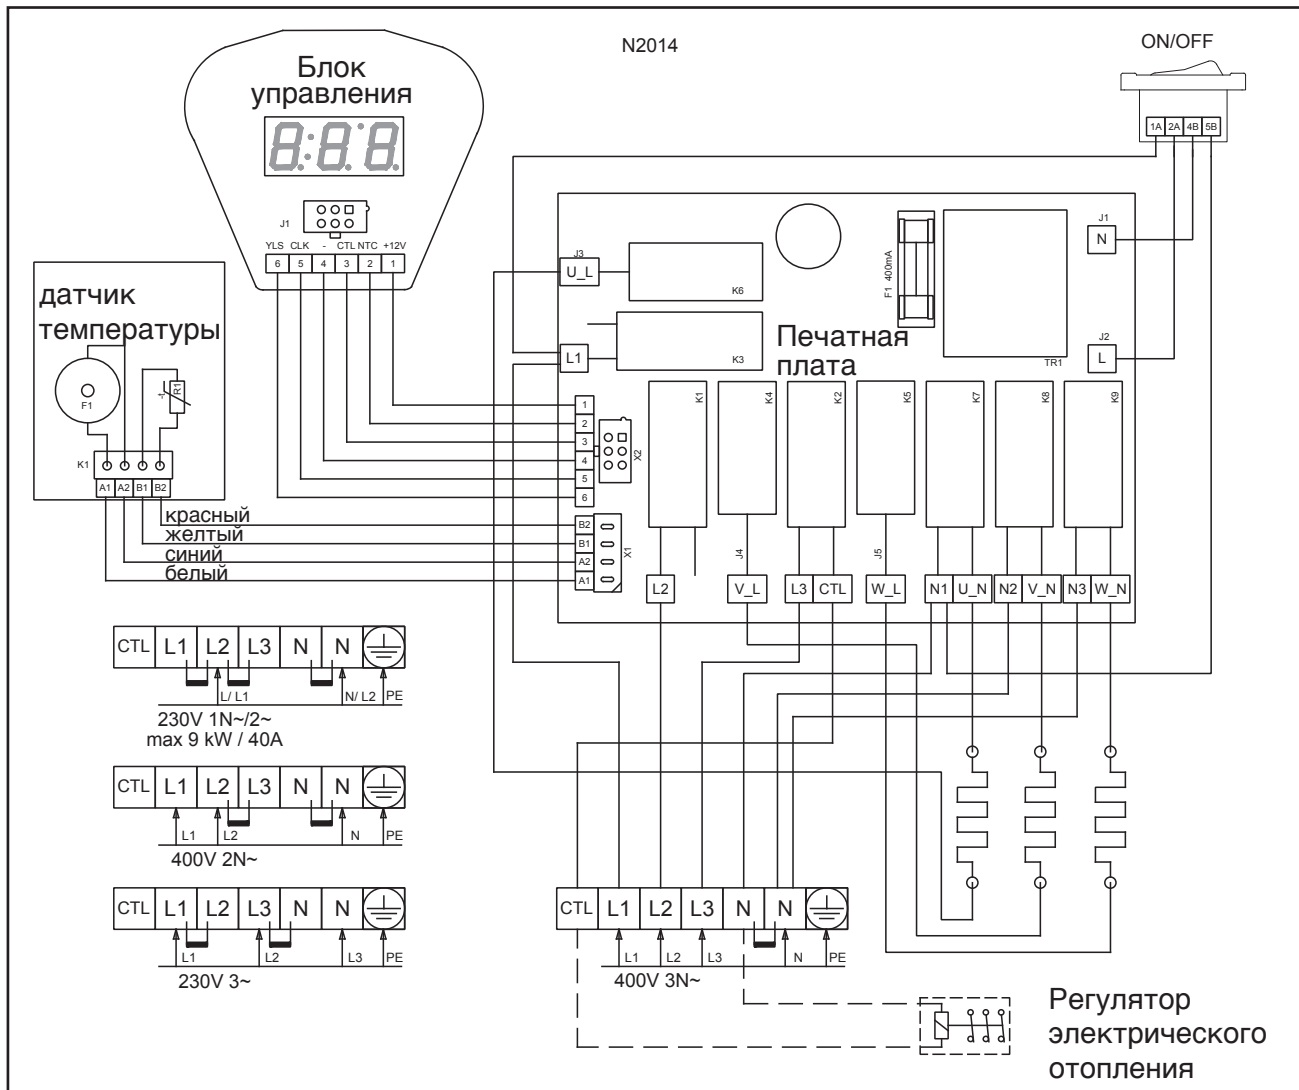 N2014
ON/OFF
Блок
управления
8:8.8.
J1
YLS CLK - CTL NTC +12V
6 5 4 3 2 1
1A 2A 4B 5B
датчик
температуры
F1
R1
-t
K1
A1 A2 B1 B2
красный
желтый
синий
белый
J3
U_L
K6
L1
K3
Печатная
плата
F1 400mA
TR1
J1
N
J2
L
1
2
3
4
5
6
X2
B2
B1
A2
A1
X1
K1
K4
K2
K5
K7
K8
K9
J4
J5
L2
V_L
L3 CTL
W_L
N1 U_N
N2 V_N
N3 W_N
CTL L1 L2 L3 N N
L/ L1 N/ L2 PE
230V 1N~/2~
max 9 kW / 40A
CTL L1 L2 L3 N N
L1 L2 N PE
400V 2N~
CTL L1 L2 L3 N N
L1 L2 L3 PE
230V 3~
CTL L1 L2 L3 N N
L1 L2 L3 N PE
400V 3N~
Регулятор
электрического
отопления